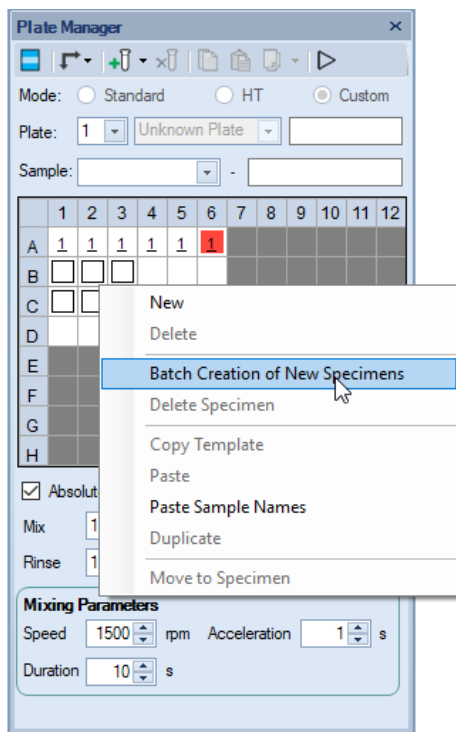 Plate Manager
Mode: Standard HT Custom
Plate: 1 Unknown Plate
Sample: -
1 2 3 4 5 6 7 8 9 10 11 12
A 1 1 1 1 1 1
B
C
D
E
F
G
H
New
Delete
Batch Creation of New Specimens
Delete Specimen
Copy Template
Paste
Paste Sample Names
Duplicate
Move to Specimen
Absolut
Mix 1
Rinse 1
Mixing Parameters
Speed 1500 rpm Acceleration 1 s
Duration 10 s